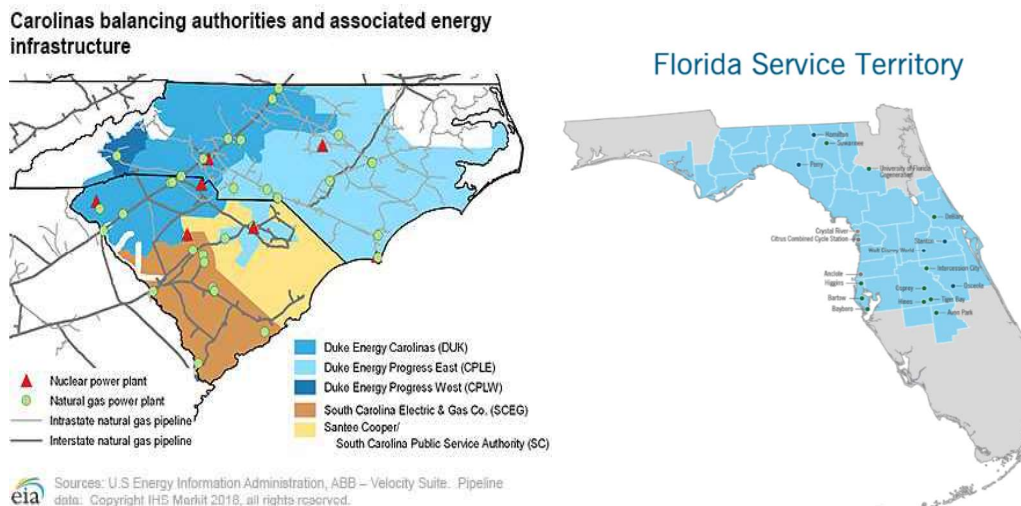 Carolinas balancing authorities and associated energy
infrastructure
Duke Energy Carolinas (DUK)
Duke Energy Progress East (CPLE)
Duke Energy Progress West (CPLW)
South Carolina Electric & Gas Co. (SCEG)
Santee Cooper/
South Carolina Public Service Authority (SC)
Nuclear power plant
Natural gas power plant
Intrastate natural gas pipeline
Interstate natural gas pipeline
eia
Sources: U.S Energy Information Administration, ABB – Velocity Suite. Pipeline
data: Copyright IHS Markit 2018, all rights reserved.
Florida Service Territory
Hamilton
Suwannee
Perry
University of Florida
Cogeneration
DeBary
Crystal River
Citrus Combined Cycle Station
Stanton
Walt Disney World
Anclote
Intercession City
Higgins
Osprey
Osceola
Bartow
Hines
Tiger Bay
Bayboro
Avon Park